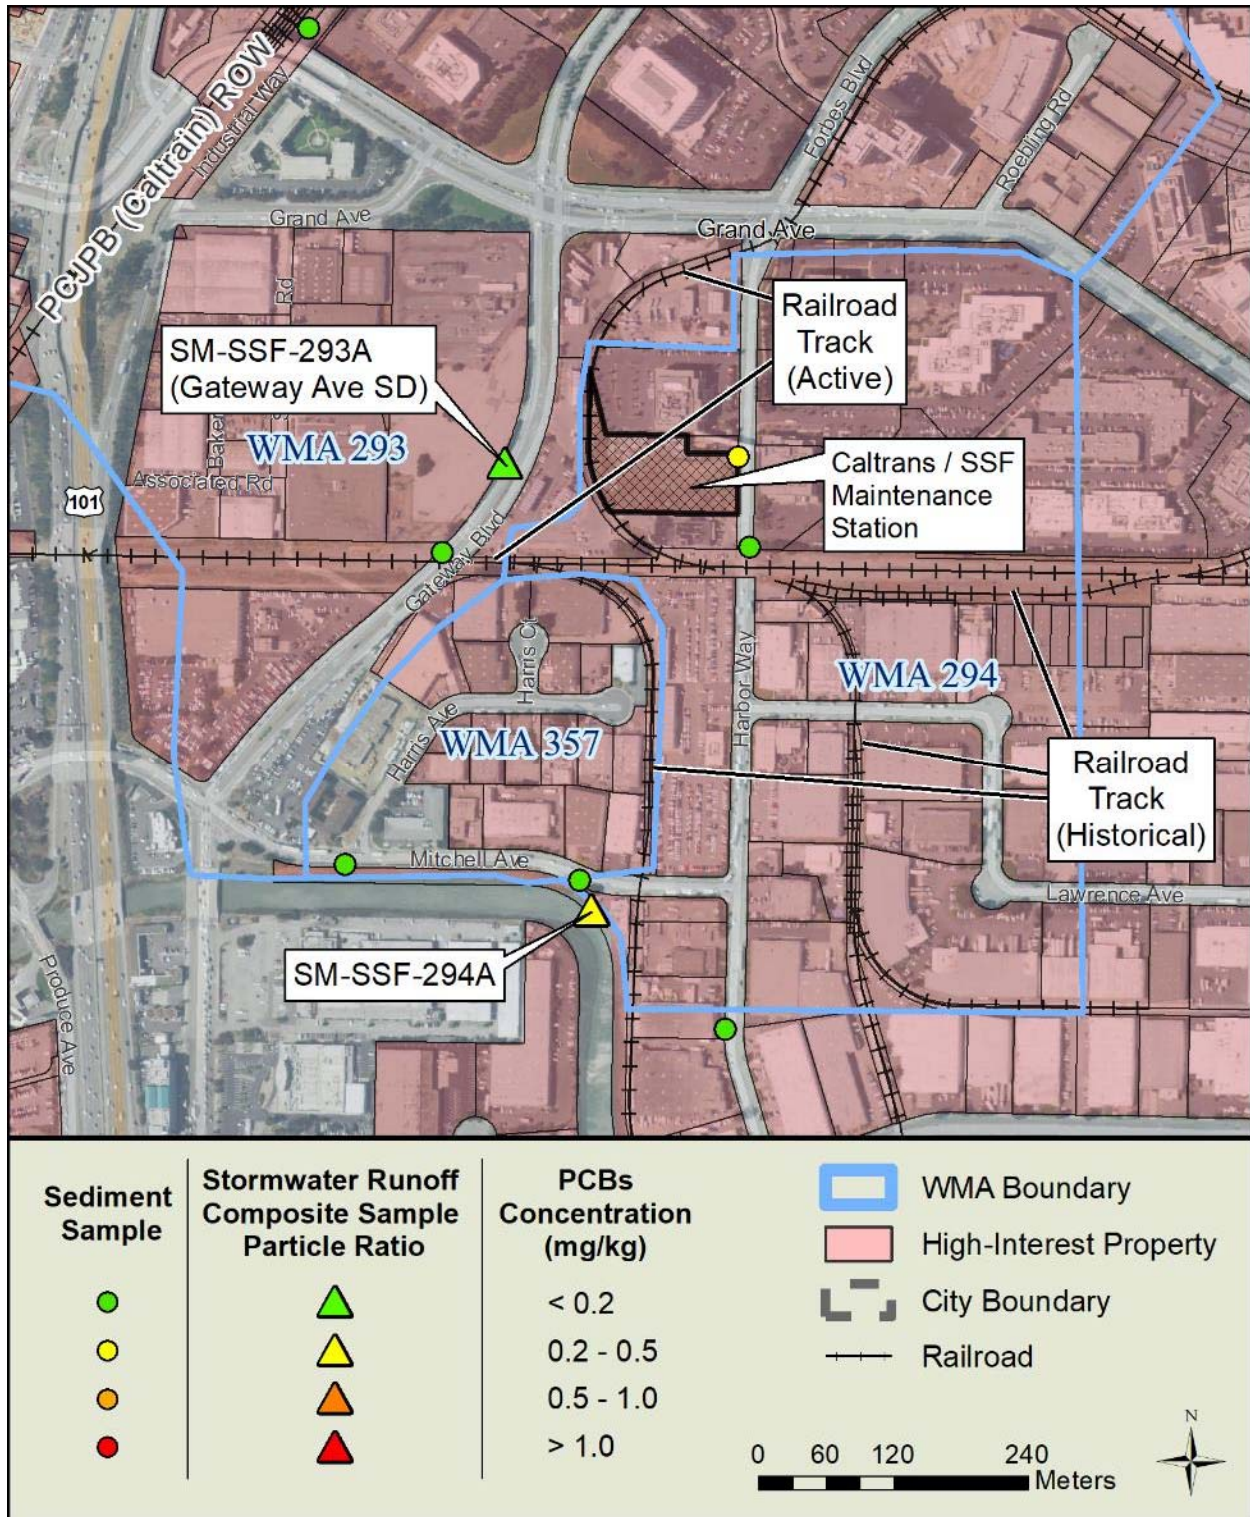 PCJPB (Caltrain) ROW
Industrial Way
Forbes Blvd
Roebling Rd
Grand Ave
Grand Ave
Railroad
Track
(Active)
SM-SSF-293A
(Gateway Ave SD)
Rd
Baker
WMA 293
Associated Rd
101
Caltrans / SSF
Maintenance
Station
Gateway Blvd
Harris Ct
Harbor Way
WMA 294
Harris Ave
WMA 357
Railroad
Track
(Historical)
Mitchell Ave
Lawrence Ave
SM-SSF-294A
Produce Ave
Sediment
Sample
Stormwater Runoff
Composite Sample
Particle Ratio
PCBs
Concentration
(mg/kg)
< 0.2
0.2 - 0.5
0.5 - 1.0
> 1.0
WMA Boundary
High-Interest Property
City Boundary
Railroad
N
0 60 120 240
Meters